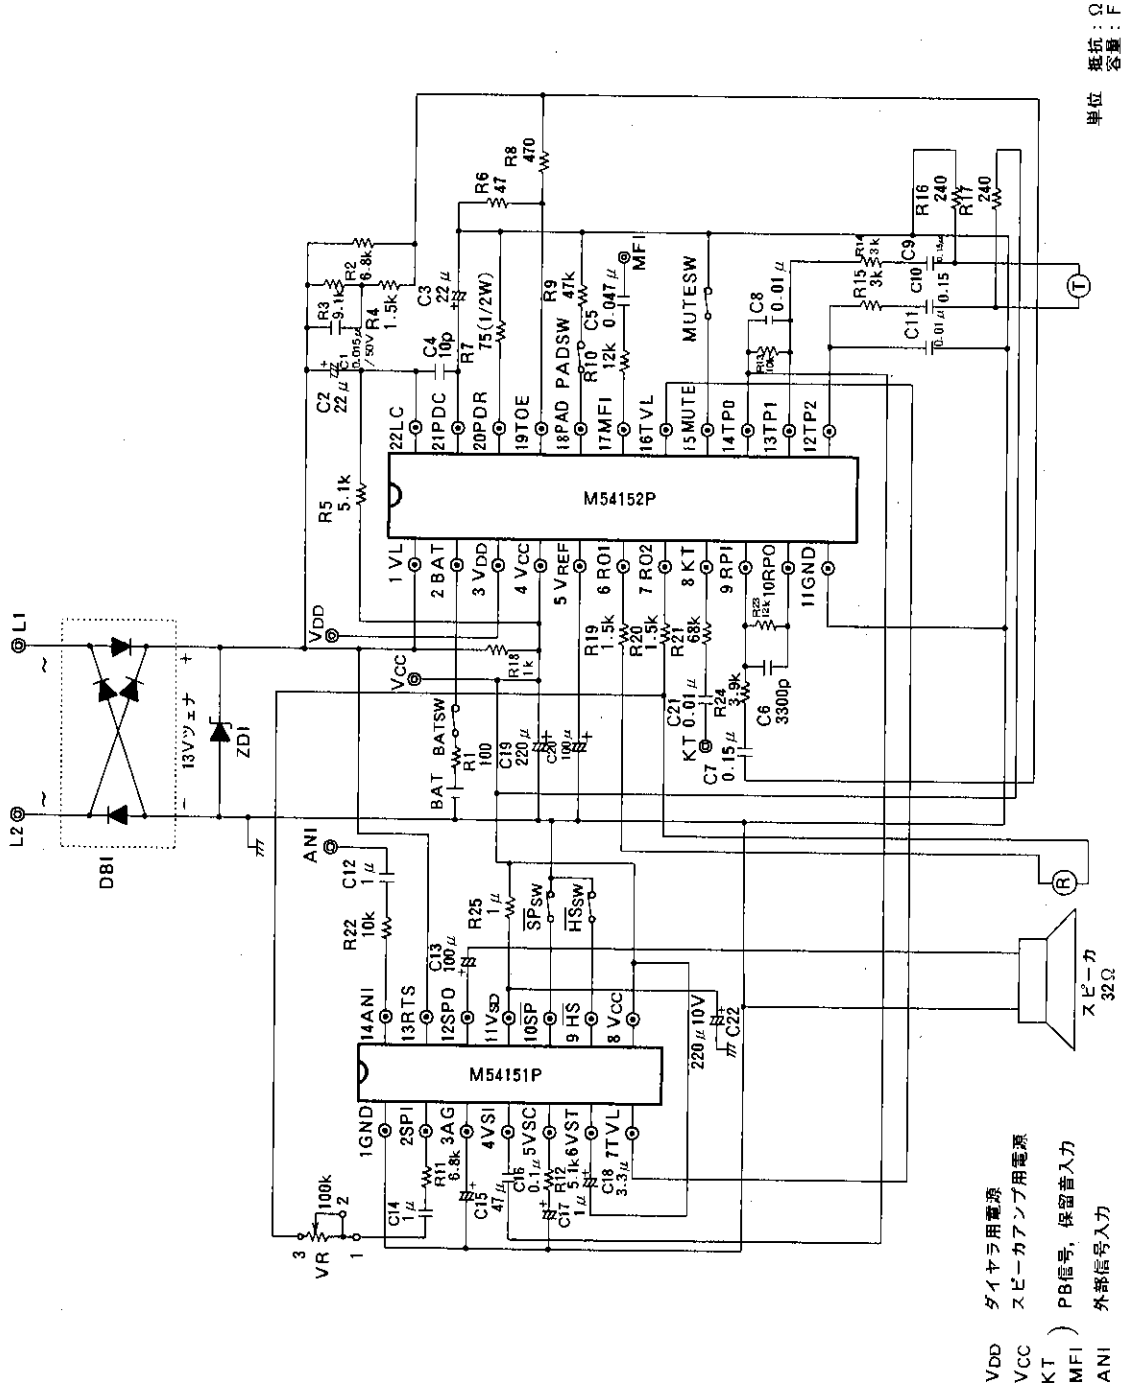 単位 抵抗：Ω
容量：F
L1
L2
DB1
13Vツェナ
ZD1
~
~
+
−
VDD
VCC
R5
5.1k
C2
22μ
R3
9.1k
C1
0.015μ
/50V
R2
6.8k
R4
1.5k
C4
10p
C3
22μ
R7
75(1/2W)
R6
47
R8
470
R9
47k
PADSW
R10
12k
C5
0.047μ
MFI
MUTESW
C8
0.01μ
R13
10k
R14
3k
R15
3k
C9
0.15μ
C10
0.15
C11
0.01μ
R16
240
R17
240
T
22LC
21PDC
20PDR
19TOE
18PAD
17MFI
16TVL
15MUTE
14TPO
13TP1
12TP2
M54152P
1 VL
2 BAT
3 VDD
4 VCC
5 VREF
6 RO1
7 RO2
8 KT
9 RPI
10RPO
11GND
R18
1k
BATSW
BAT
R1
100
C19
220μ
C20
100μ
R19
1.5k
R20
1.5k
R21
68k
C21
0.01μ
KT
R24
3.9k
R23
12k
C6
3300p
C7
0.15μ
R
ANI
C12
1μ
R22
10k
C13
100μ
R25
1μ
SPSW
HSSW
220μ10V
C22
スピーカ
32Ω
14ANI
13RTS
12SPO
11VSD
10SP
9HS
8 VCC
M54151P
1GND
2SPI
3AG
4VSI
5VSC
6VST
7TVL
VR
100k
3
2
1
C14
1μ
R11
6.8k
C15
47μ
C16
0.1μ
R12
5.1k
C17
1μ
C18
3.3μ
VDD ダイヤラ用電源
VCC スピーカアンプ用電源
KT
MFI ) PB信号，保留音入力
ANI 外部信号入力